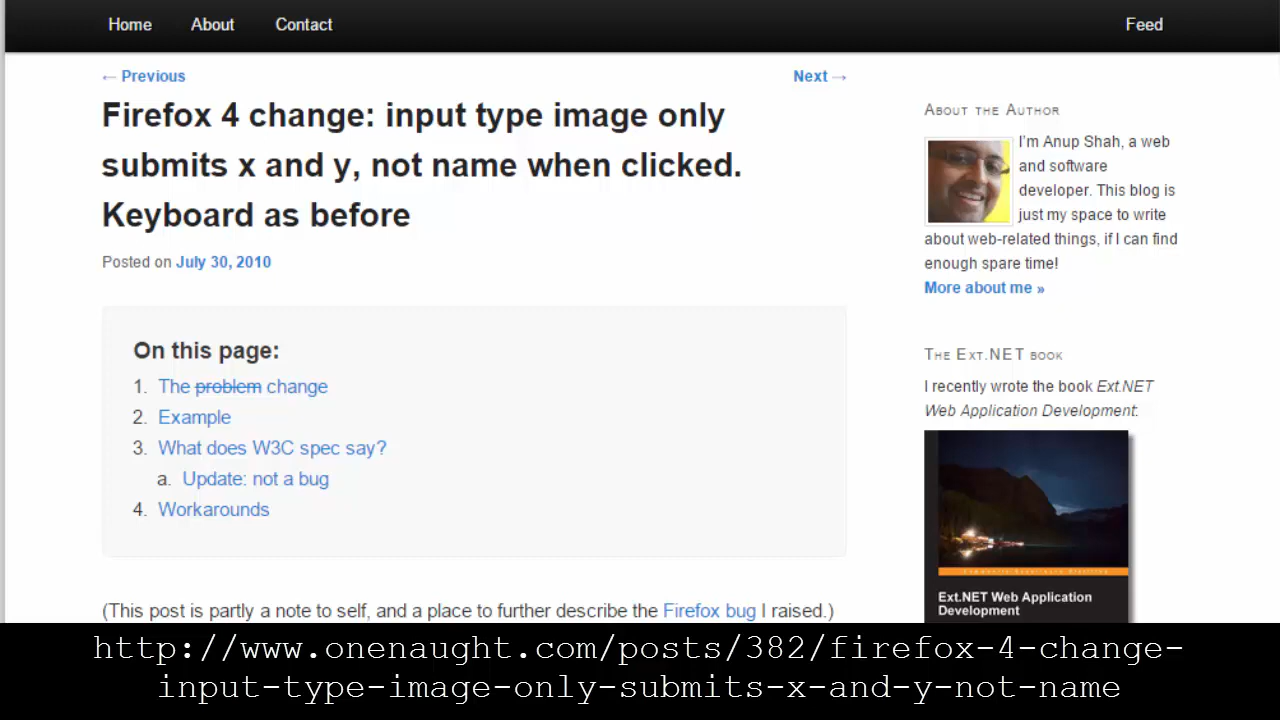 Home About Contact Feed
← Previous Next →
Firefox 4 change: input type image only
submits x and y, not name when clicked.
Keyboard as before
Posted on July 30, 2010
On this page:
1. The problem change
2. Example
3. What does W3C spec say?
a. Update: not a bug
4. Workarounds
(This post is partly a note to self, and a place to further describe the Firefox bug I raised.)
About the Author
I'm Anup Shah, a web
and software
developer. This blog is
just my space to write
about web-related things, if I can find
enough spare time!
More about me »
The Ext.NET book
I recently wrote the book Ext.NET
Web Application Development:
Ext.NET Web Application
Development
http://www.onenaught.com/posts/382/firefox-4-change-
input-type-image-only-submits-x-and-y-not-name